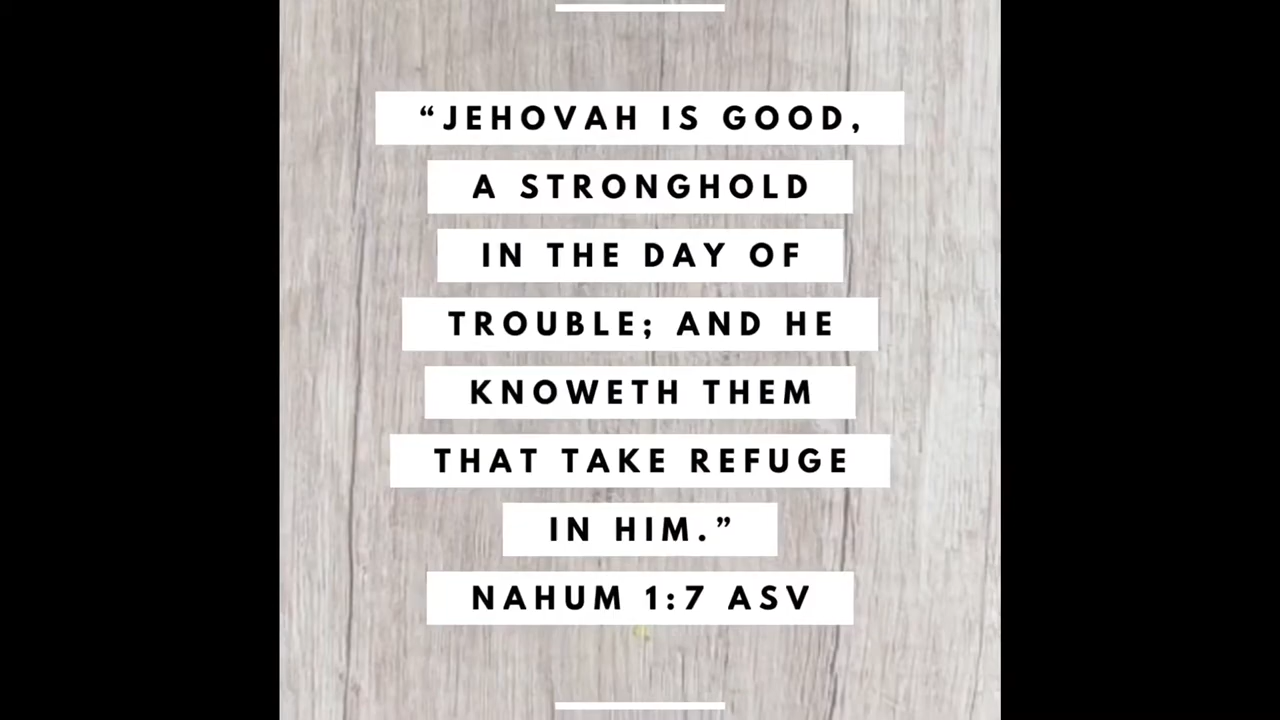 “JEHOVAH IS GOOD,
A STRONGHOLD
IN THE DAY OF
TROUBLE; AND HE
KNOWETH THEM
THAT TAKE REFUGE
IN HIM.”
NAHUM 1:7 ASV